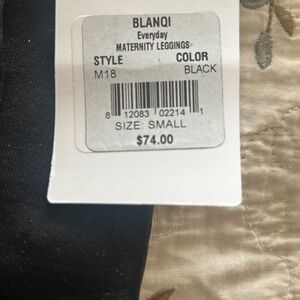 BLANQI
Everyday
MATERNITY LEGGINGS
STYLE COLOR
M18 BLACK
8 12083 02214 1
SIZE: SMALL
$74.00